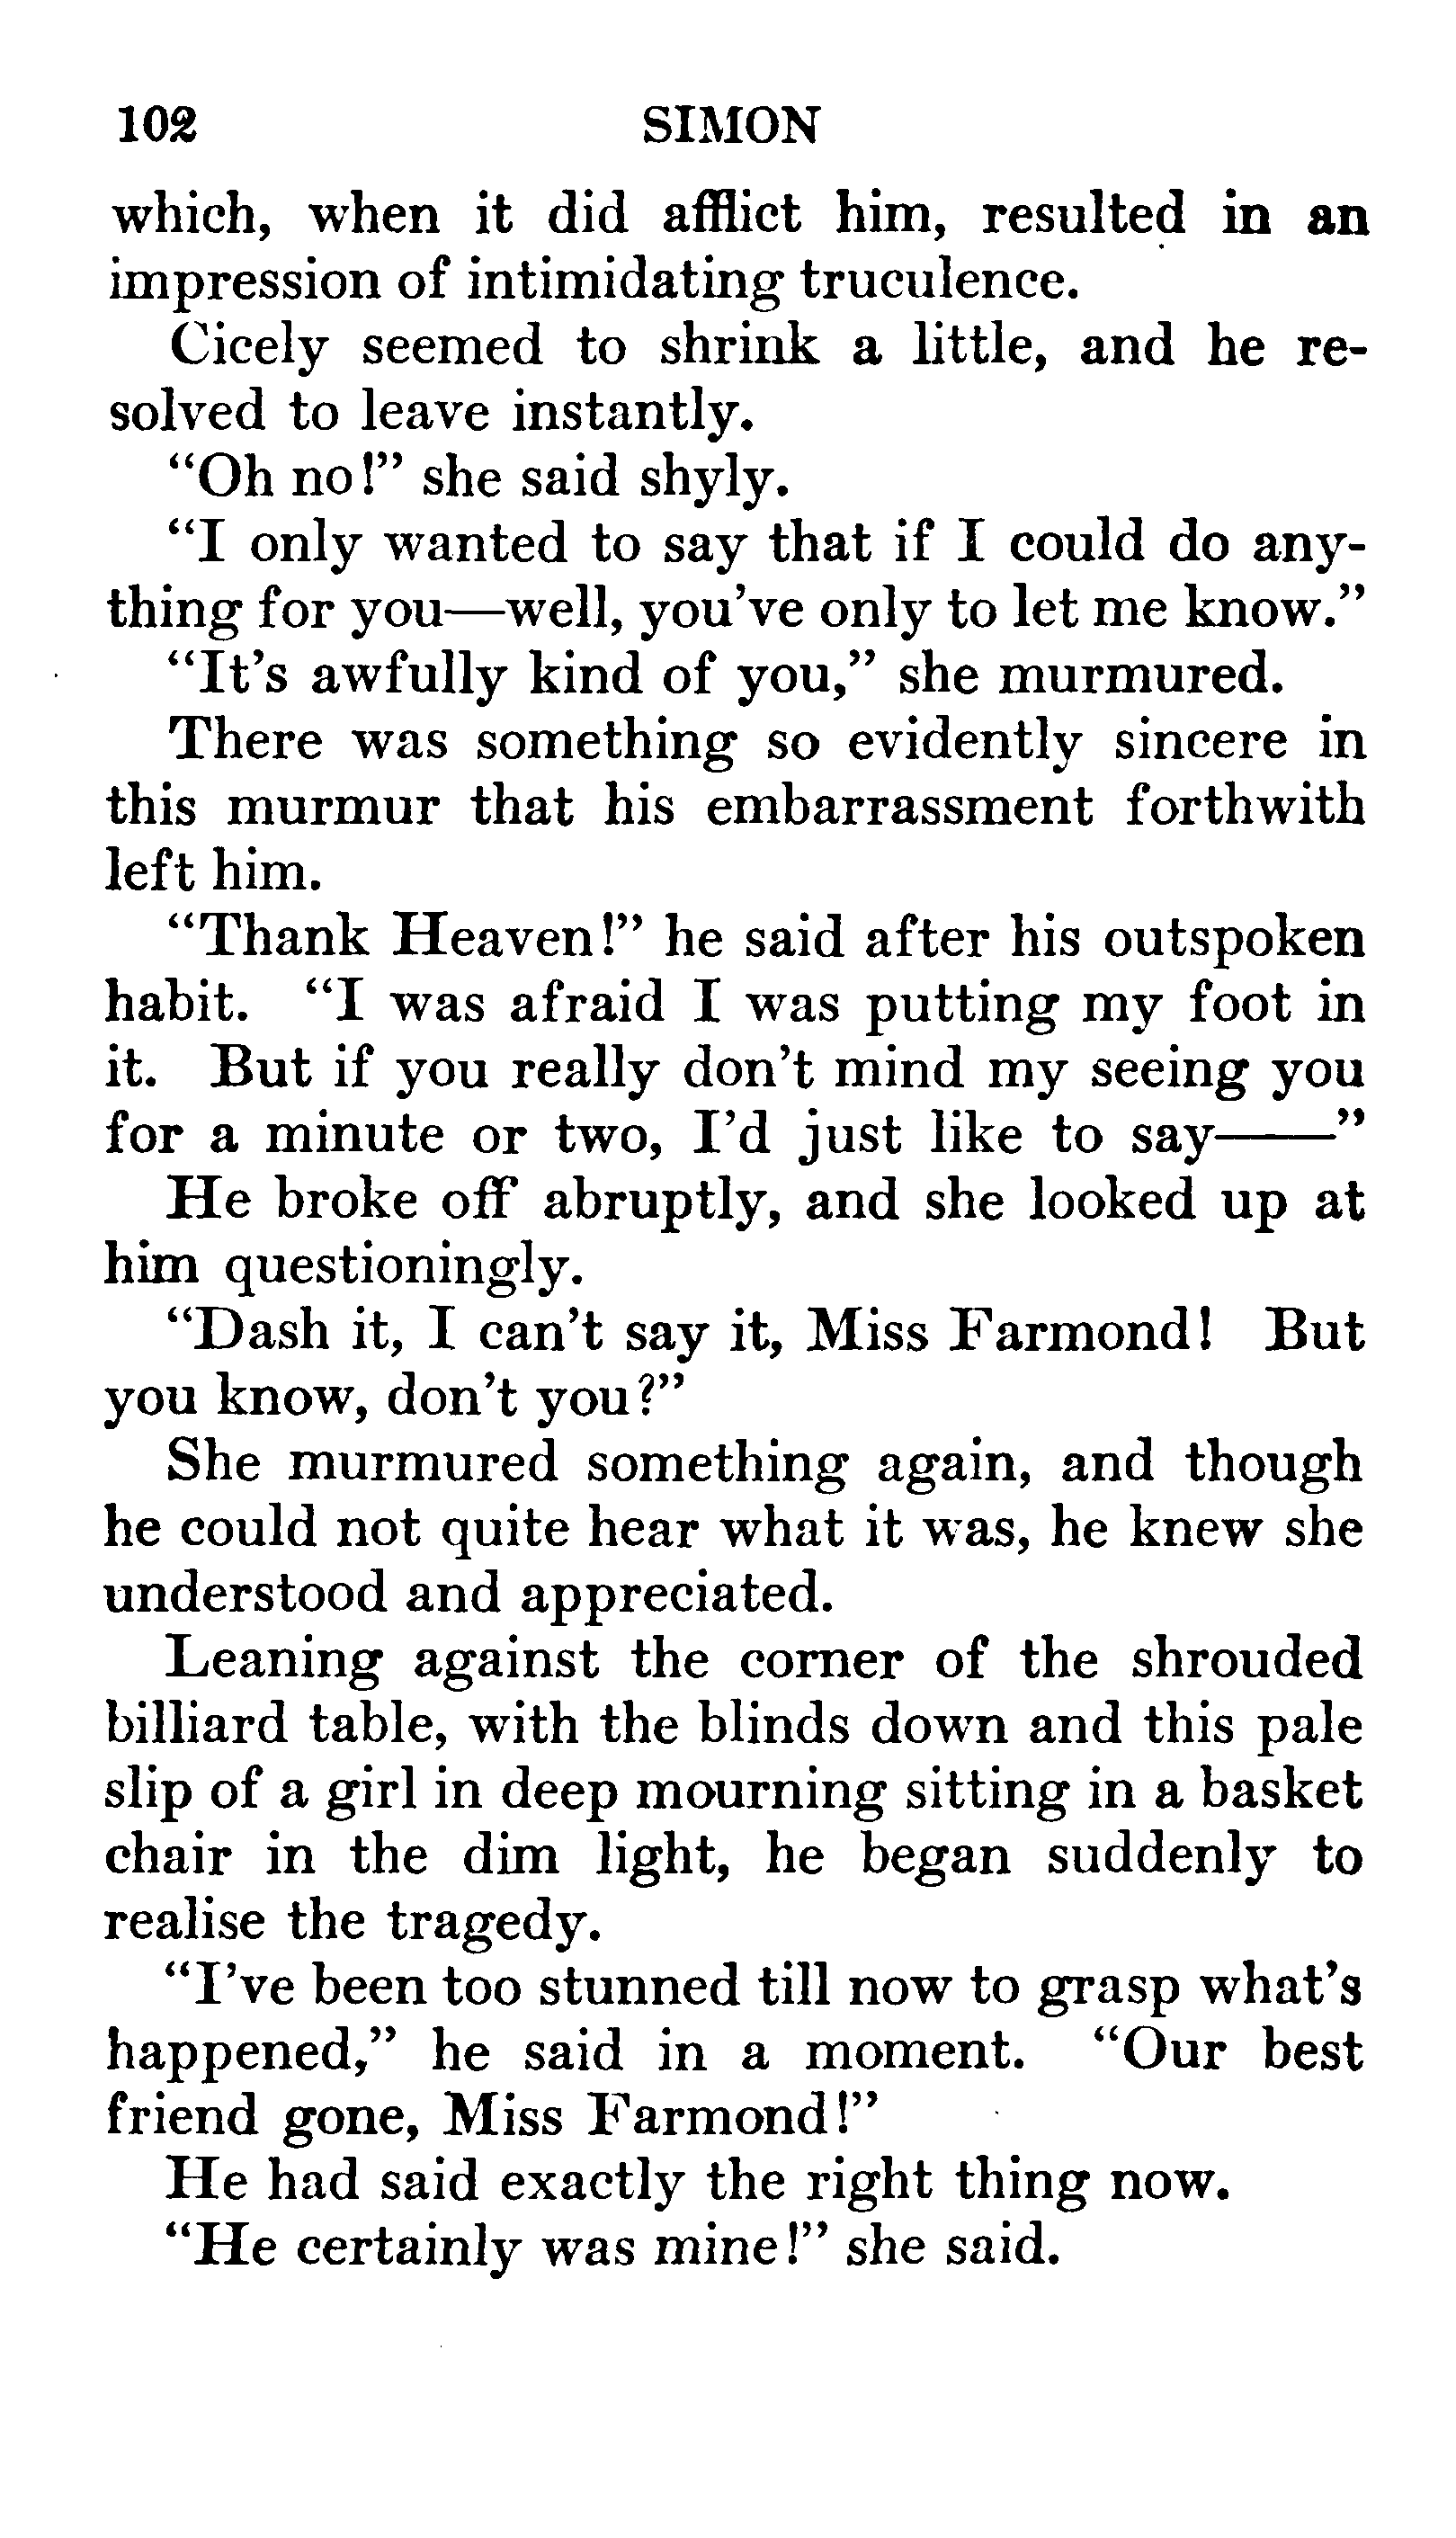 102 SIMON
which, when it did afflict him, resulted in an
impression of intimidating truculence.
Cicely seemed to shrink a little, and he re-
solved to leave instantly.
“Oh no!” she said shyly.
“I only wanted to say that if I could do any-
thing for you—well, you’ve only to let me know.”
“It’s awfully kind of you,” she murmured.
There was something so evidently sincere in
this murmur that his embarrassment forthwith
left him.
“Thank Heaven!” he said after his outspoken
habit. “I was afraid I was putting my foot in
it. But if you really don’t mind my seeing you
for a minute or two, I’d just like to say——”
He broke off abruptly, and she looked up at
him questioningly.
“Dash it, I can’t say it, Miss Farmond! But
you know, don’t you?”
She murmured something again, and though
he could not quite hear what it was, he knew she
understood and appreciated.
Leaning against the corner of the shrouded
billiard table, with the blinds down and this pale
slip of a girl in deep mourning sitting in a basket
chair in the dim light, he began suddenly to
realise the tragedy.
“I’ve been too stunned till now to grasp what’s
happened,” he said in a moment. “Our best
friend gone, Miss Farmond!”
He had said exactly the right thing now.
“He certainly was mine!” she said.